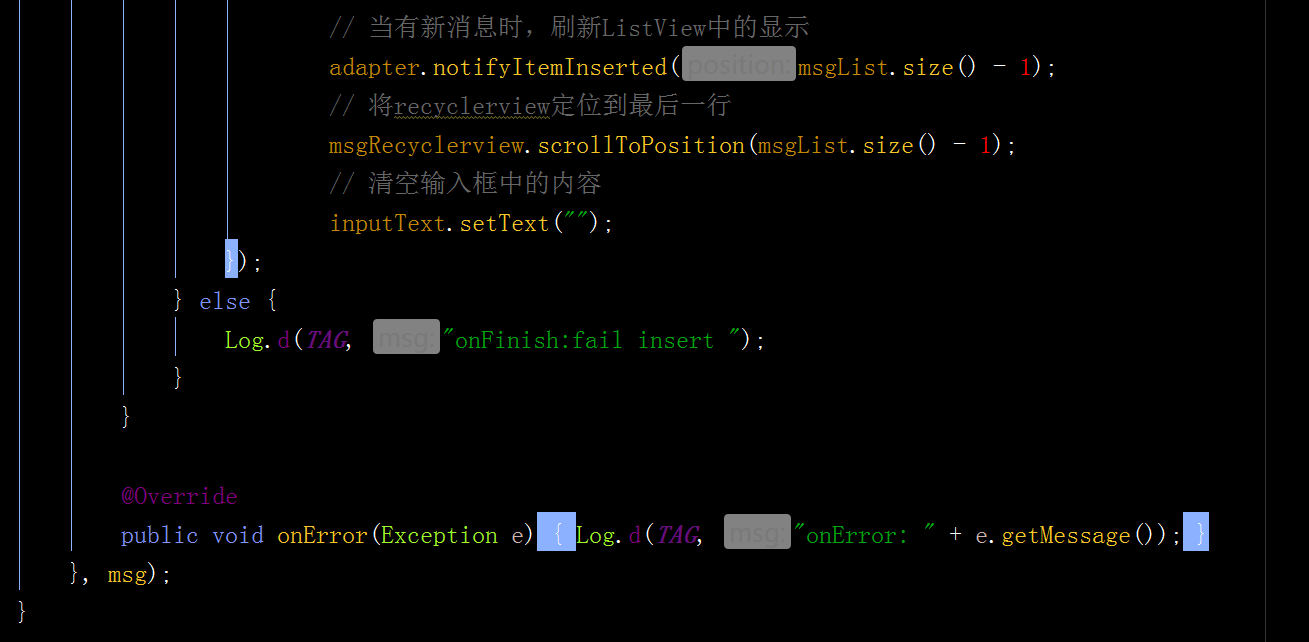 // 当有新消息时，刷新ListView中的显示
adapter.notifyItemInserted(position:msgList.size() - 1);
// 将recyclerview定位到最后一行
msgRecyclerview.scrollToPosition(msgList.size() - 1);
// 清空输入框中的内容
inputText.setText("");
});
} else {
Log.d(TAG, msg:"onFinish:fail insert ");
}
}
@Override
public void onError(Exception e) { Log.d(TAG, msg:"onError: " + e.getMessage()); }
}, msg);
}